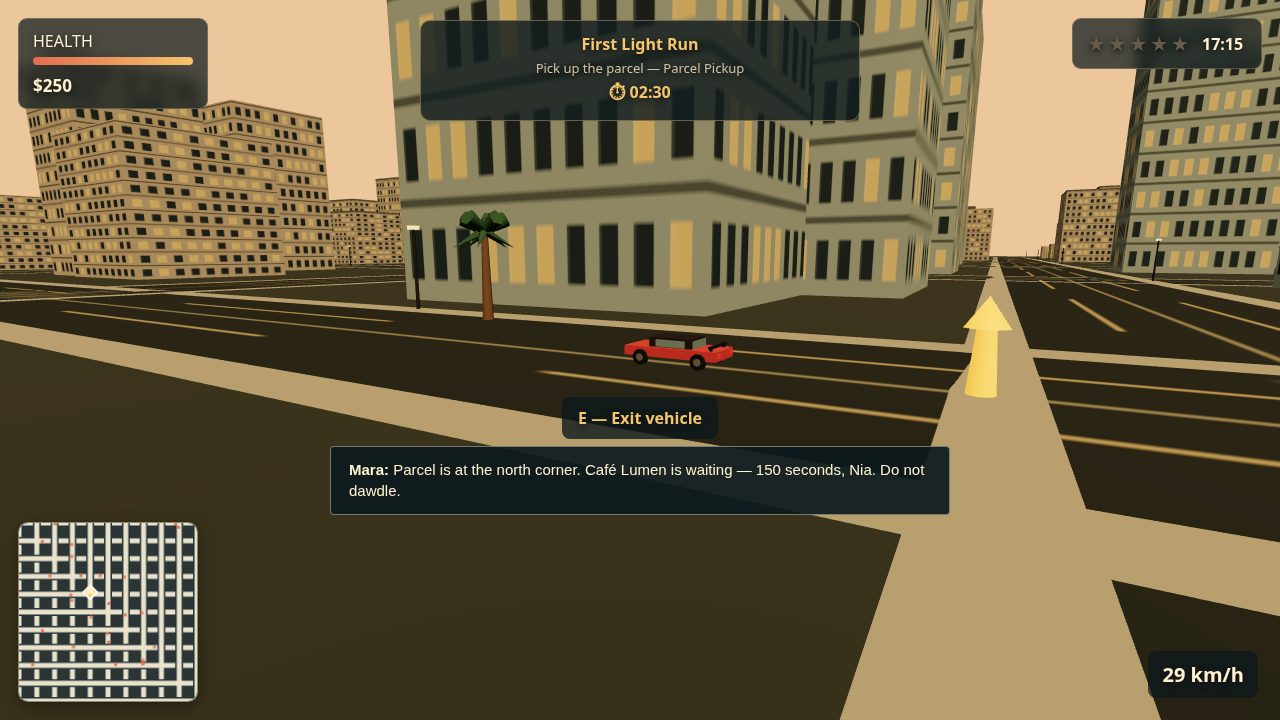 HEALTH
$250
First Light Run
Pick up the parcel — Parcel Pickup
⏱ 02:30
★★★★★ 17:15
E — Exit vehicle
Mara: Parcel is at the north corner. Café Lumen is waiting — 150 seconds, Nia. Do not
dawdle.
29 km/h